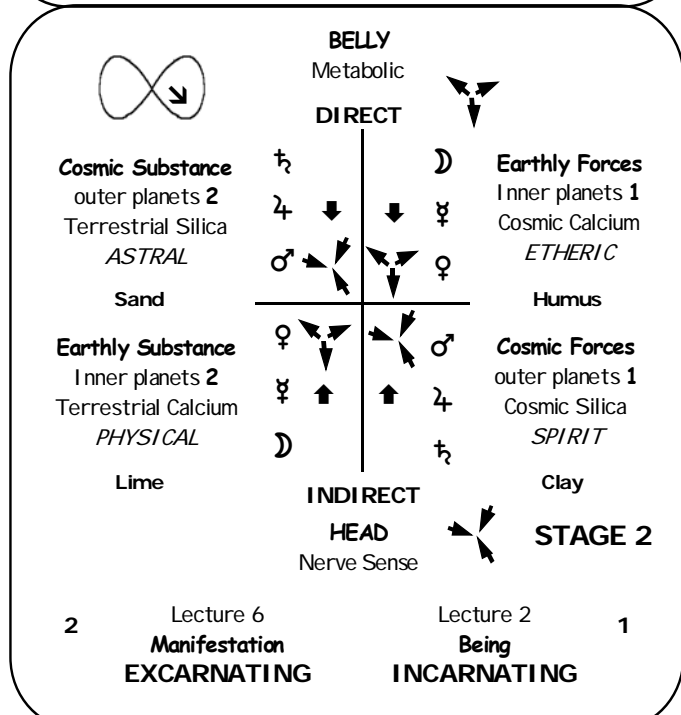 BELLY
Metabolic
DIRECT
Cosmic Substance
outer planets 2
Terrestrial Silica
ASTRAL
Sand
♄
♃
♂
☽
☿
♀
Earthly Forces
Inner planets 1
Cosmic Calcium
ETHERIC
Humus
Earthly Substance
Inner planets 2
Terrestrial Calcium
PHYSICAL
Lime
♀
☿
☽
♂
♃
♄
Cosmic Forces
outer planets 1
Cosmic Silica
SPIRIT
Clay
INDIRECT
HEAD
Nerve Sense
STAGE 2
2
Lecture 6
Manifestation
EXCARNATING
Lecture 2
Being
INCARNATING
1